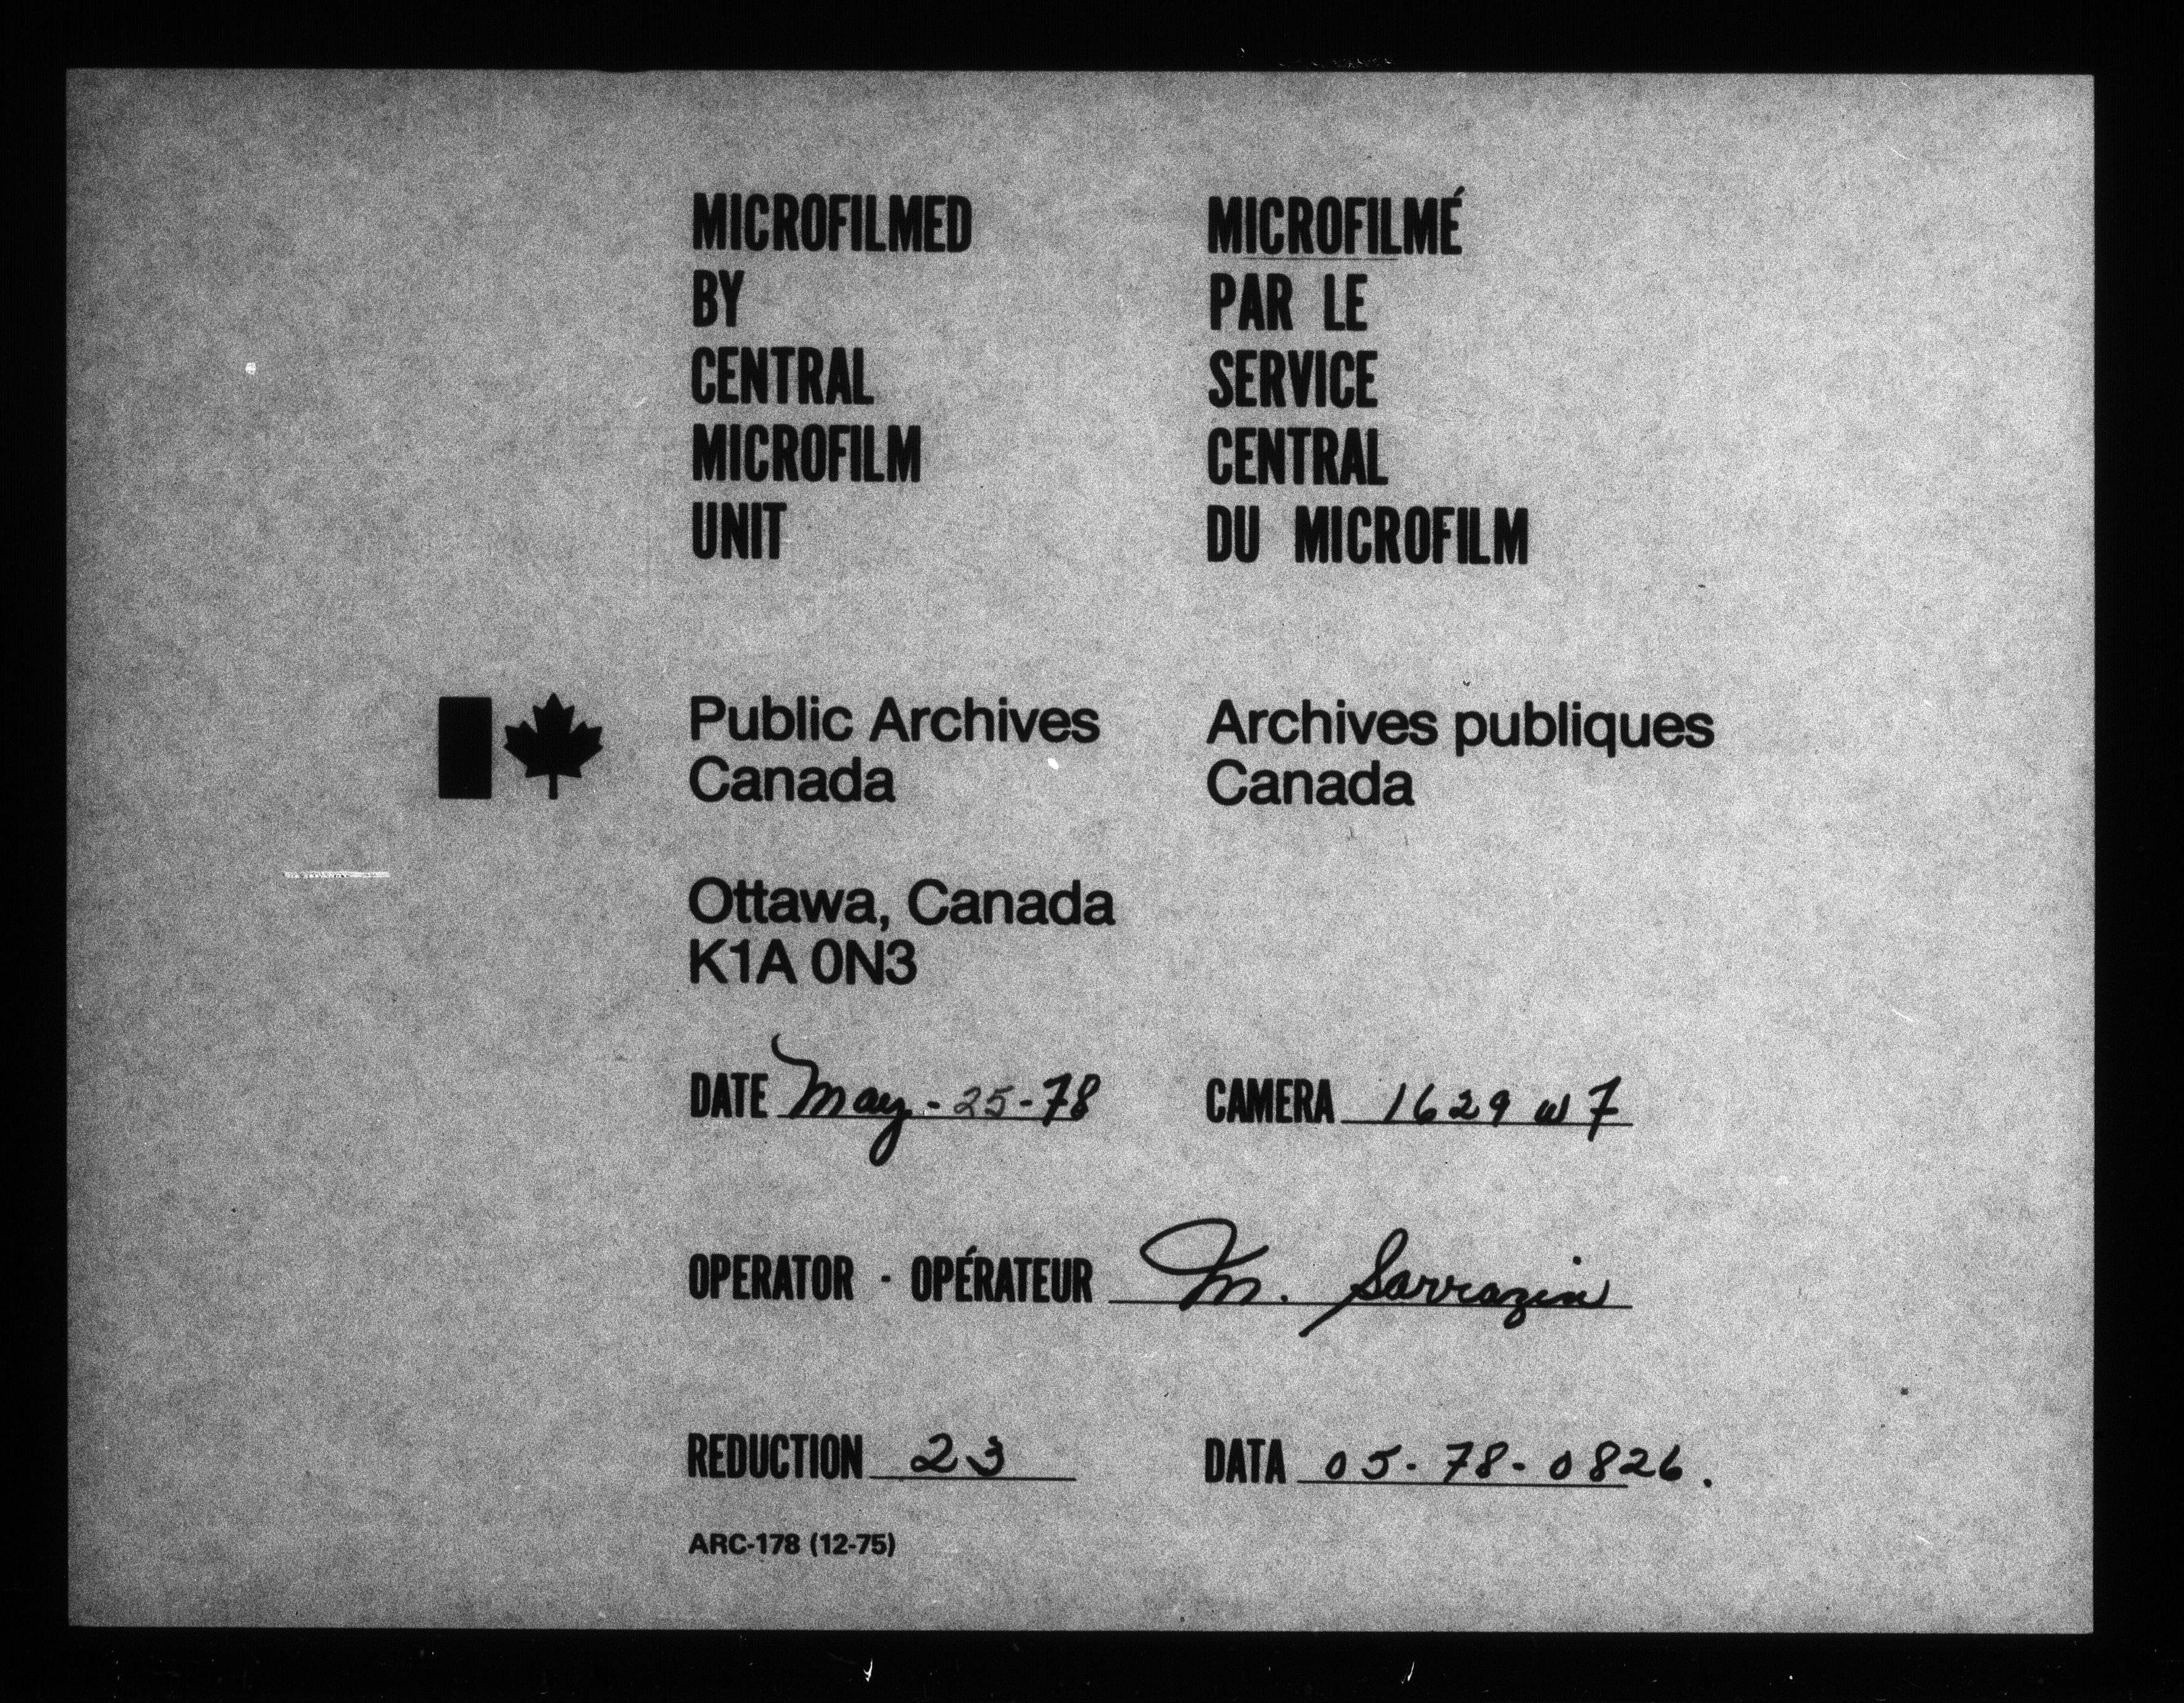 MICROFILMED
BY
CENTRAL
MICROFILM
UNIT
MICROFILMÉ
PAR LE
SERVICE
CENTRAL
DU MICROFILM
Public Archives
Canada
Archives publiques
Canada
Ottawa, Canada
K1A 0N3
DATE May - 25 - 78
CAMERA 1629 w 7
OPERATOR - OPÉRATEUR M. Sarrazin
REDUCTION 23
DATA 05 - 78 - 0826.
ARC-178 (12-75)